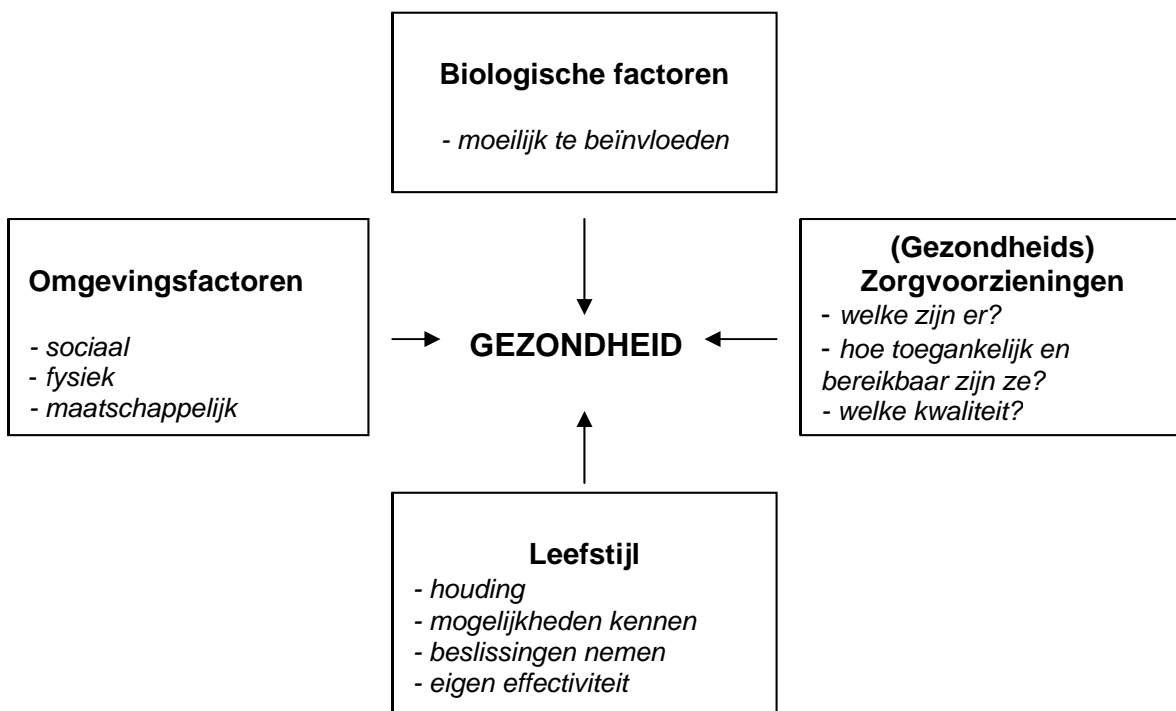 Biologische factoren
- moeilijk te beïnvloeden
Omgevingsfactoren
- sociaal
- fysiek
- maatschappelijk
GEZONDHEID
(Gezondheids)
Zorgvoorzieningen
- welke zijn er?
- hoe toegankelijk en
bereikbaar zijn ze?
- welke kwaliteit?
Leefstijl
- houding
- mogelijkheden kennen
- beslissingen nemen
- eigen effectiviteit